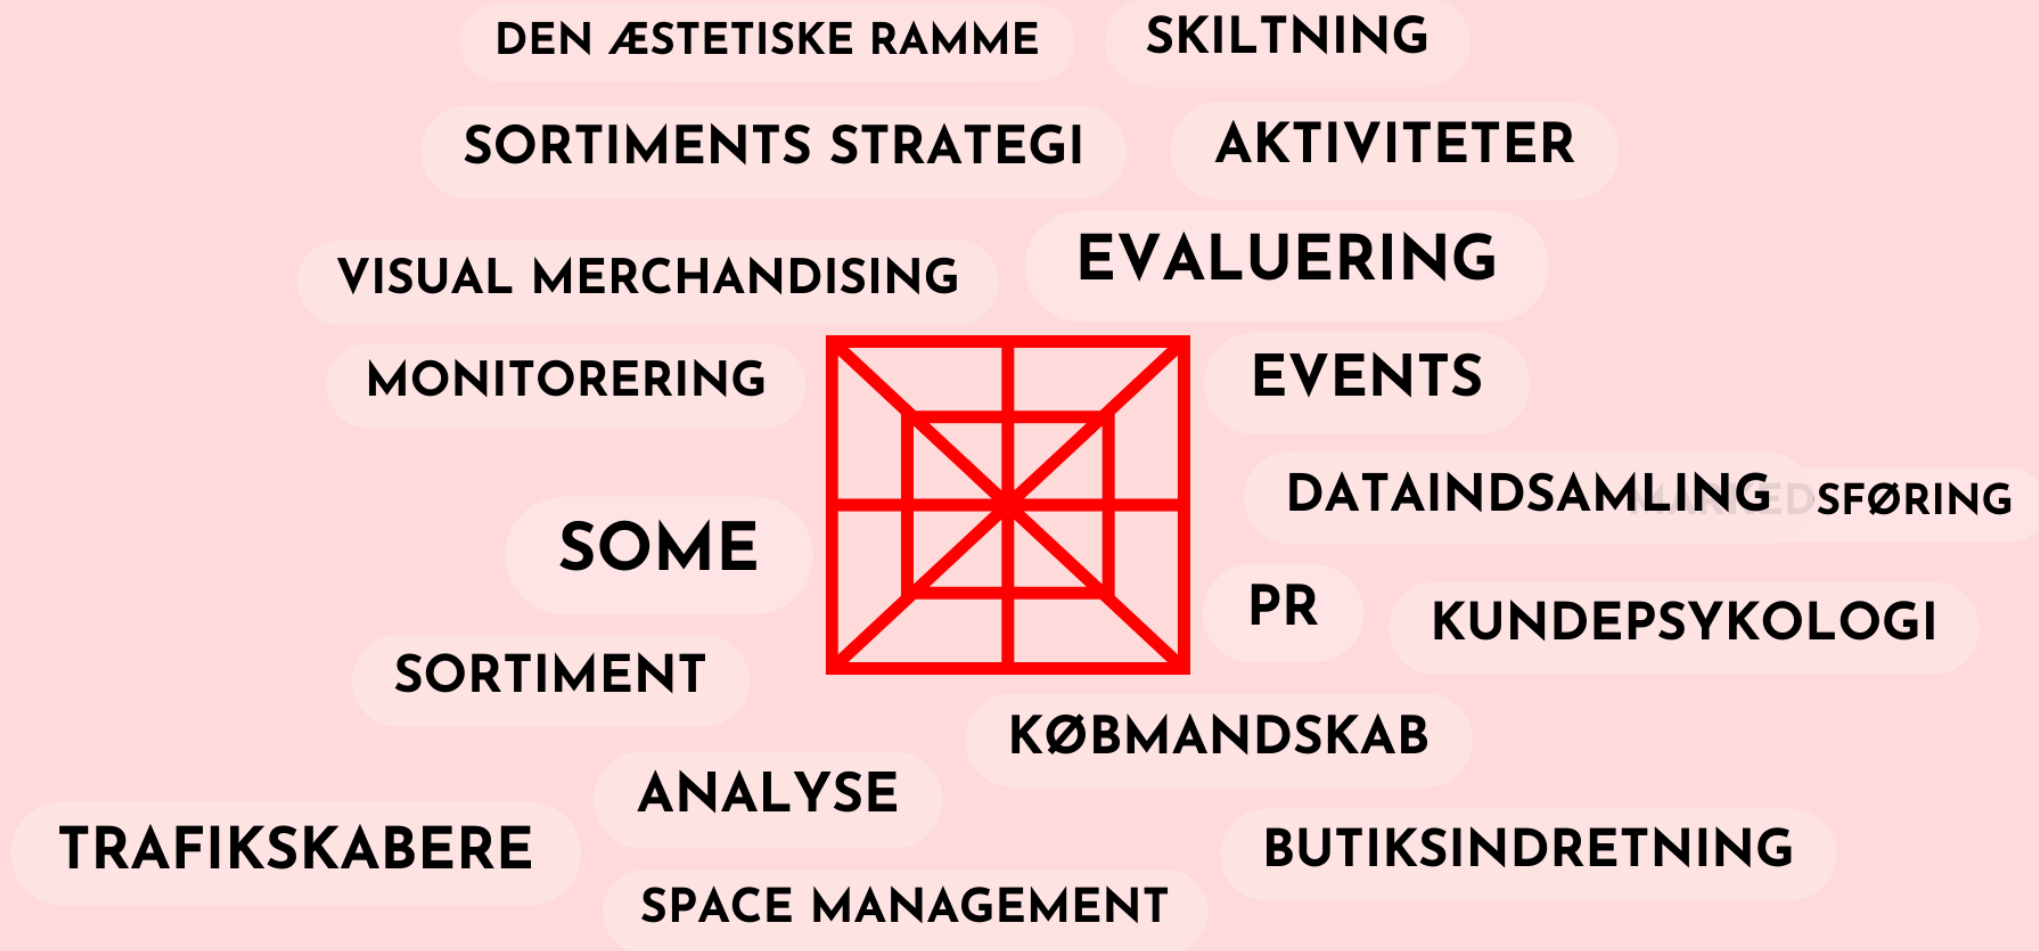 DEN ÆSTETISKE RAMME
SKILTNING
SORTIMENTS STRATEGI
AKTIVITETER
VISUAL MERCHANDISING
EVALUERING
MONITORERING
EVENTS
DATAINDSAMLING
MARKEDSFØRING
SOME
PR
KUNDEPSYKOLOGI
SORTIMENT
KØBMANDSKAB
ANALYSE
TRAFIKSKABERE
BUTIKSINDRETNING
SPACE MANAGEMENT